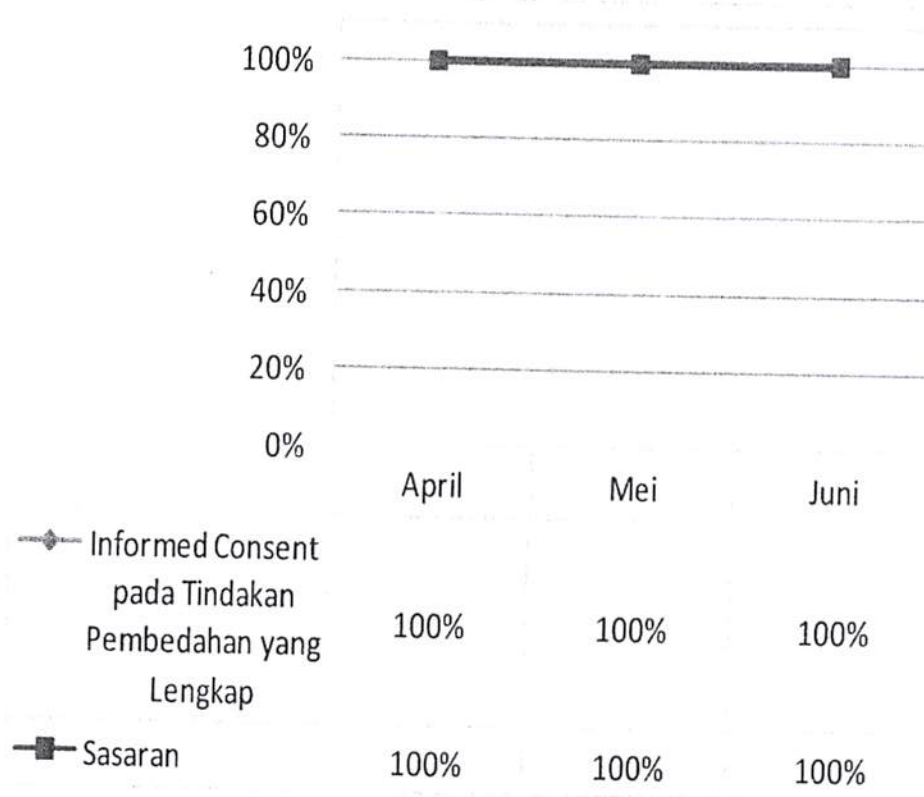 100%
80%
60%
40%
20%
0%
April Mei Juni
Informed Consent
pada Tindakan
Pembedahan yang
Lengkap
100% 100% 100%
Sasaran 100% 100% 100%